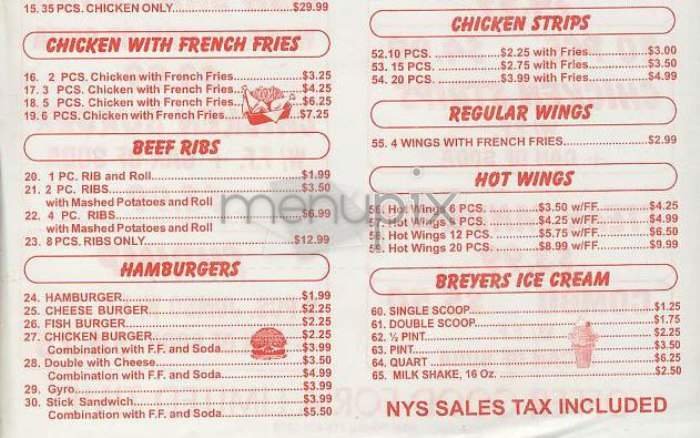 15. 35 PCS. CHICKEN ONLY $29.99
CHICKEN WITH FRENCH FRIES
16. 2 PCS. Chicken with French Fries $3.25
17. 3 PCS. Chicken with French Fries $4.25
18. 5 PCS. Chicken with French Fries $6.25
19. 6 PCS. Chicken with French Fries $7.25
BEEF RIBS
20. 1 PC. RIB and Roll $1.99
21. 2 PC. RIBS $3.50
with Mashed Potatoes and Roll
22. 4 PC. RIBS $6.99
with Mashed Potatoes and Roll
23. 8 PCS. RIBS ONLY $12.99
HAMBURGERS
24. HAMBURGER $1.99
25. CHEESE BURGER $2.25
26. FISH BURGER $2.25
27. CHICKEN BURGER $2.25
Combination with F.F. and Soda $3.99
28. Double with Cheese $3.50
Combination with F.F. and Soda $4.99
29. Gyro $3.99
30. Stick Sandwich $3.99
Combination with F.F. and Soda $5.50
CHICKEN STRIPS
52. 10 PCS. $2.25 with Fries $3.00
53. 15 PCS. $2.75 with Fries $3.50
54. 20 PCS. $3.99 with Fries $4.99
REGULAR WINGS
55. 4 WINGS WITH FRENCH FRIES $2.99
HOT WINGS
56. Hot Wings 6 PCS. $3.50 w/FF $4.25
57. Hot Wings 8 PCS. $4.25 w/FF $4.99
58. Hot Wings 12 PCS. $5.75 w/FF $6.50
59. Hot Wings 20 PCS. $8.99 w/FF $9.99
BREYERS ICE CREAM
60. SINGLE SCOOP $1.25
61. DOUBLE SCOOP $1.75
62. ½ PINT $2.25
63. PINT $3.50
64. QUART $6.25
65. MILK SHAKE, 16 Oz. $2.50
NYS SALES TAX INCLUDED
menupix